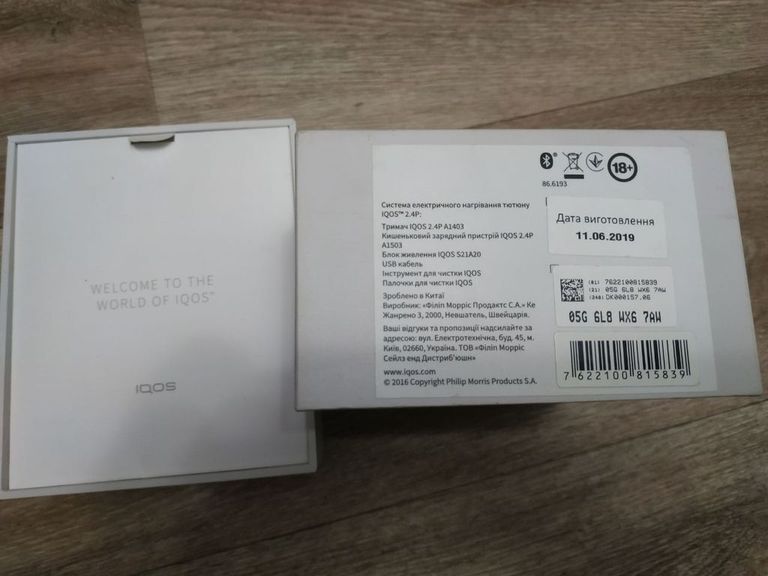 WELCOME TO THE
WORLD OF IQOS™
IQOS
18+
86.6193
Система електричного нагрівання тютюну
IQOS™ 2.4P:
Тримач IQOS 2.4P A1403
Кишеньковий зарядний пристрій IQOS 2.4P
A1503
Блок живлення IQOS S21A20
USB кабель
Інструмент для чистки IQOS
Палочки для чистки IQOS
Зроблено в Китаї
Виробник: «Філіп Морріс Продактс С.А.» Ке
Жанрено 3, 2000, Невшатель, Швейцарія.
Ваші відгуки та пропозиції надсилайте за
адресою: вул. Електротехнічна, буд. 45, м.
Київ, 02660, Україна. ТОВ «Філіп Морріс
Сейлз енд Дистриб'юшн»
www.iqos.com
© 2016 Copyright Philip Morris Products S.A.
Дата виготовлення
11.06.2019
(01) 7622100815839
(21) 05G 6L8 WX6 7AW
(240) DK000157.06
05G 6L8 WX6 7AW
7 622100 815839